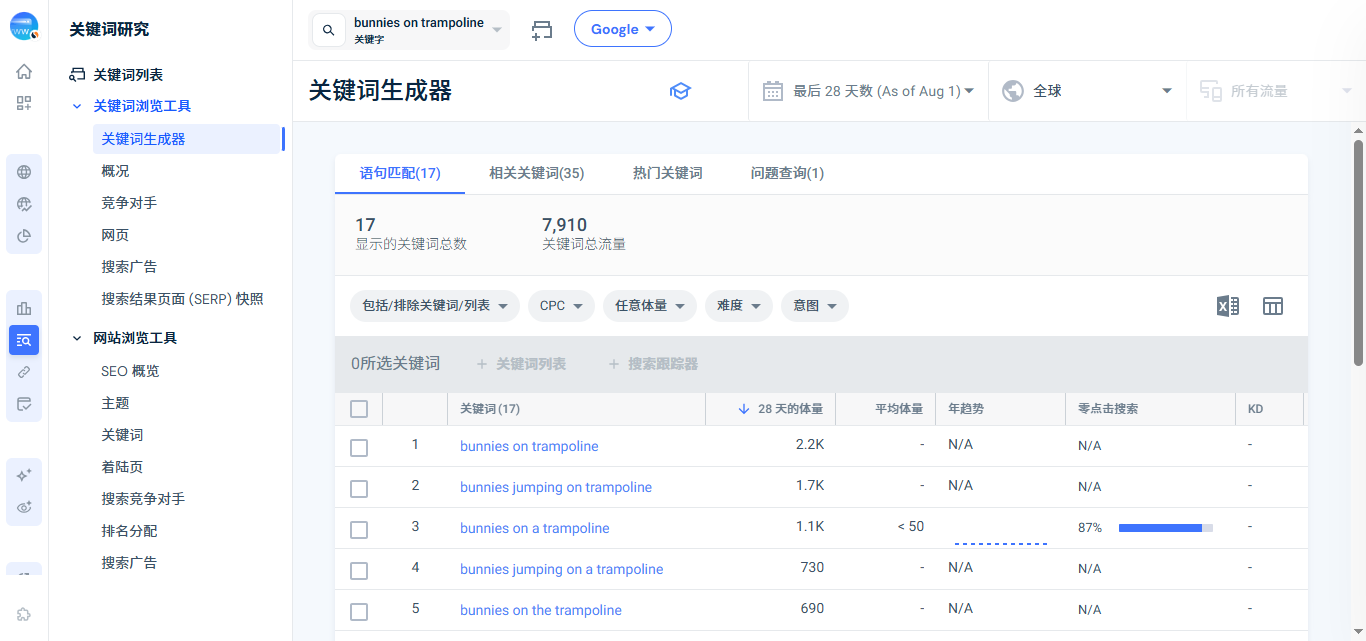 关键词研究
关键词列表
关键词浏览工具
关键词生成器
概况
竞争对手
网页
搜索广告
搜索结果页面 (SERP) 快照
网站浏览工具
SEO 概览
主题
关键词
着陆页
搜索竞争对手
排名分配
搜索广告
bunnies on trampoline
关键字
Google
关键词生成器
最后 28 天数 (As of Aug 1)
全球
所有流量
语句匹配(17) 相关关键词(35) 热门关键词 问题查询(1)
17 7,910
显示的关键词总数 关键词总流量
包括/排除关键词/列表 CPC 任意体量 难度 意图
0所选关键词 + 关键词列表 + 搜索跟踪器
关键词 (17) 28 天的体量 平均体量 年趋势 零点击搜索 KD
1 bunnies on trampoline 2.2K - N/A N/A -
2 bunnies jumping on trampoline 1.7K - N/A N/A -
3 bunnies on a trampoline 1.1K < 50 87% -
4 bunnies jumping on a trampoline 730 - N/A N/A -
5 bunnies on the trampoline 690 - N/A N/A -